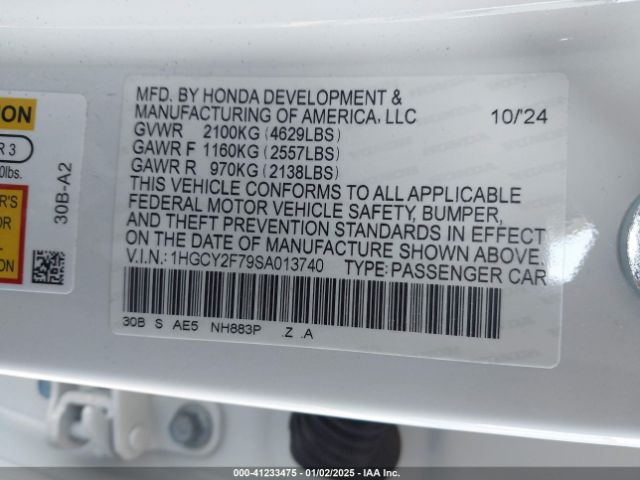 ION
R 3
0lbs.
R'S
OR
30B-A2
MFD. BY HONDA DEVELOPMENT &
MANUFACTURING OF AMERICA, LLC 10/'24
GVWR 2100KG (4629LBS)
GAWR F 1160KG (2557LBS)
GAWR R 970KG (2138LBS)
THIS VEHICLE CONFORMS TO ALL APPLICABLE
FEDERAL MOTOR VEHICLE SAFETY, BUMPER,
AND THEFT PREVENTION STANDARDS IN EFFECT
ON THE DATE OF MANUFACTURE SHOWN ABOVE.
V.I.N.: 1HGCY2F79SA013740 TYPE: PASSENGER CAR
30B S AE5 NH883P .Z .A
000-41233475 | 01/02/2025 | IAA Inc.